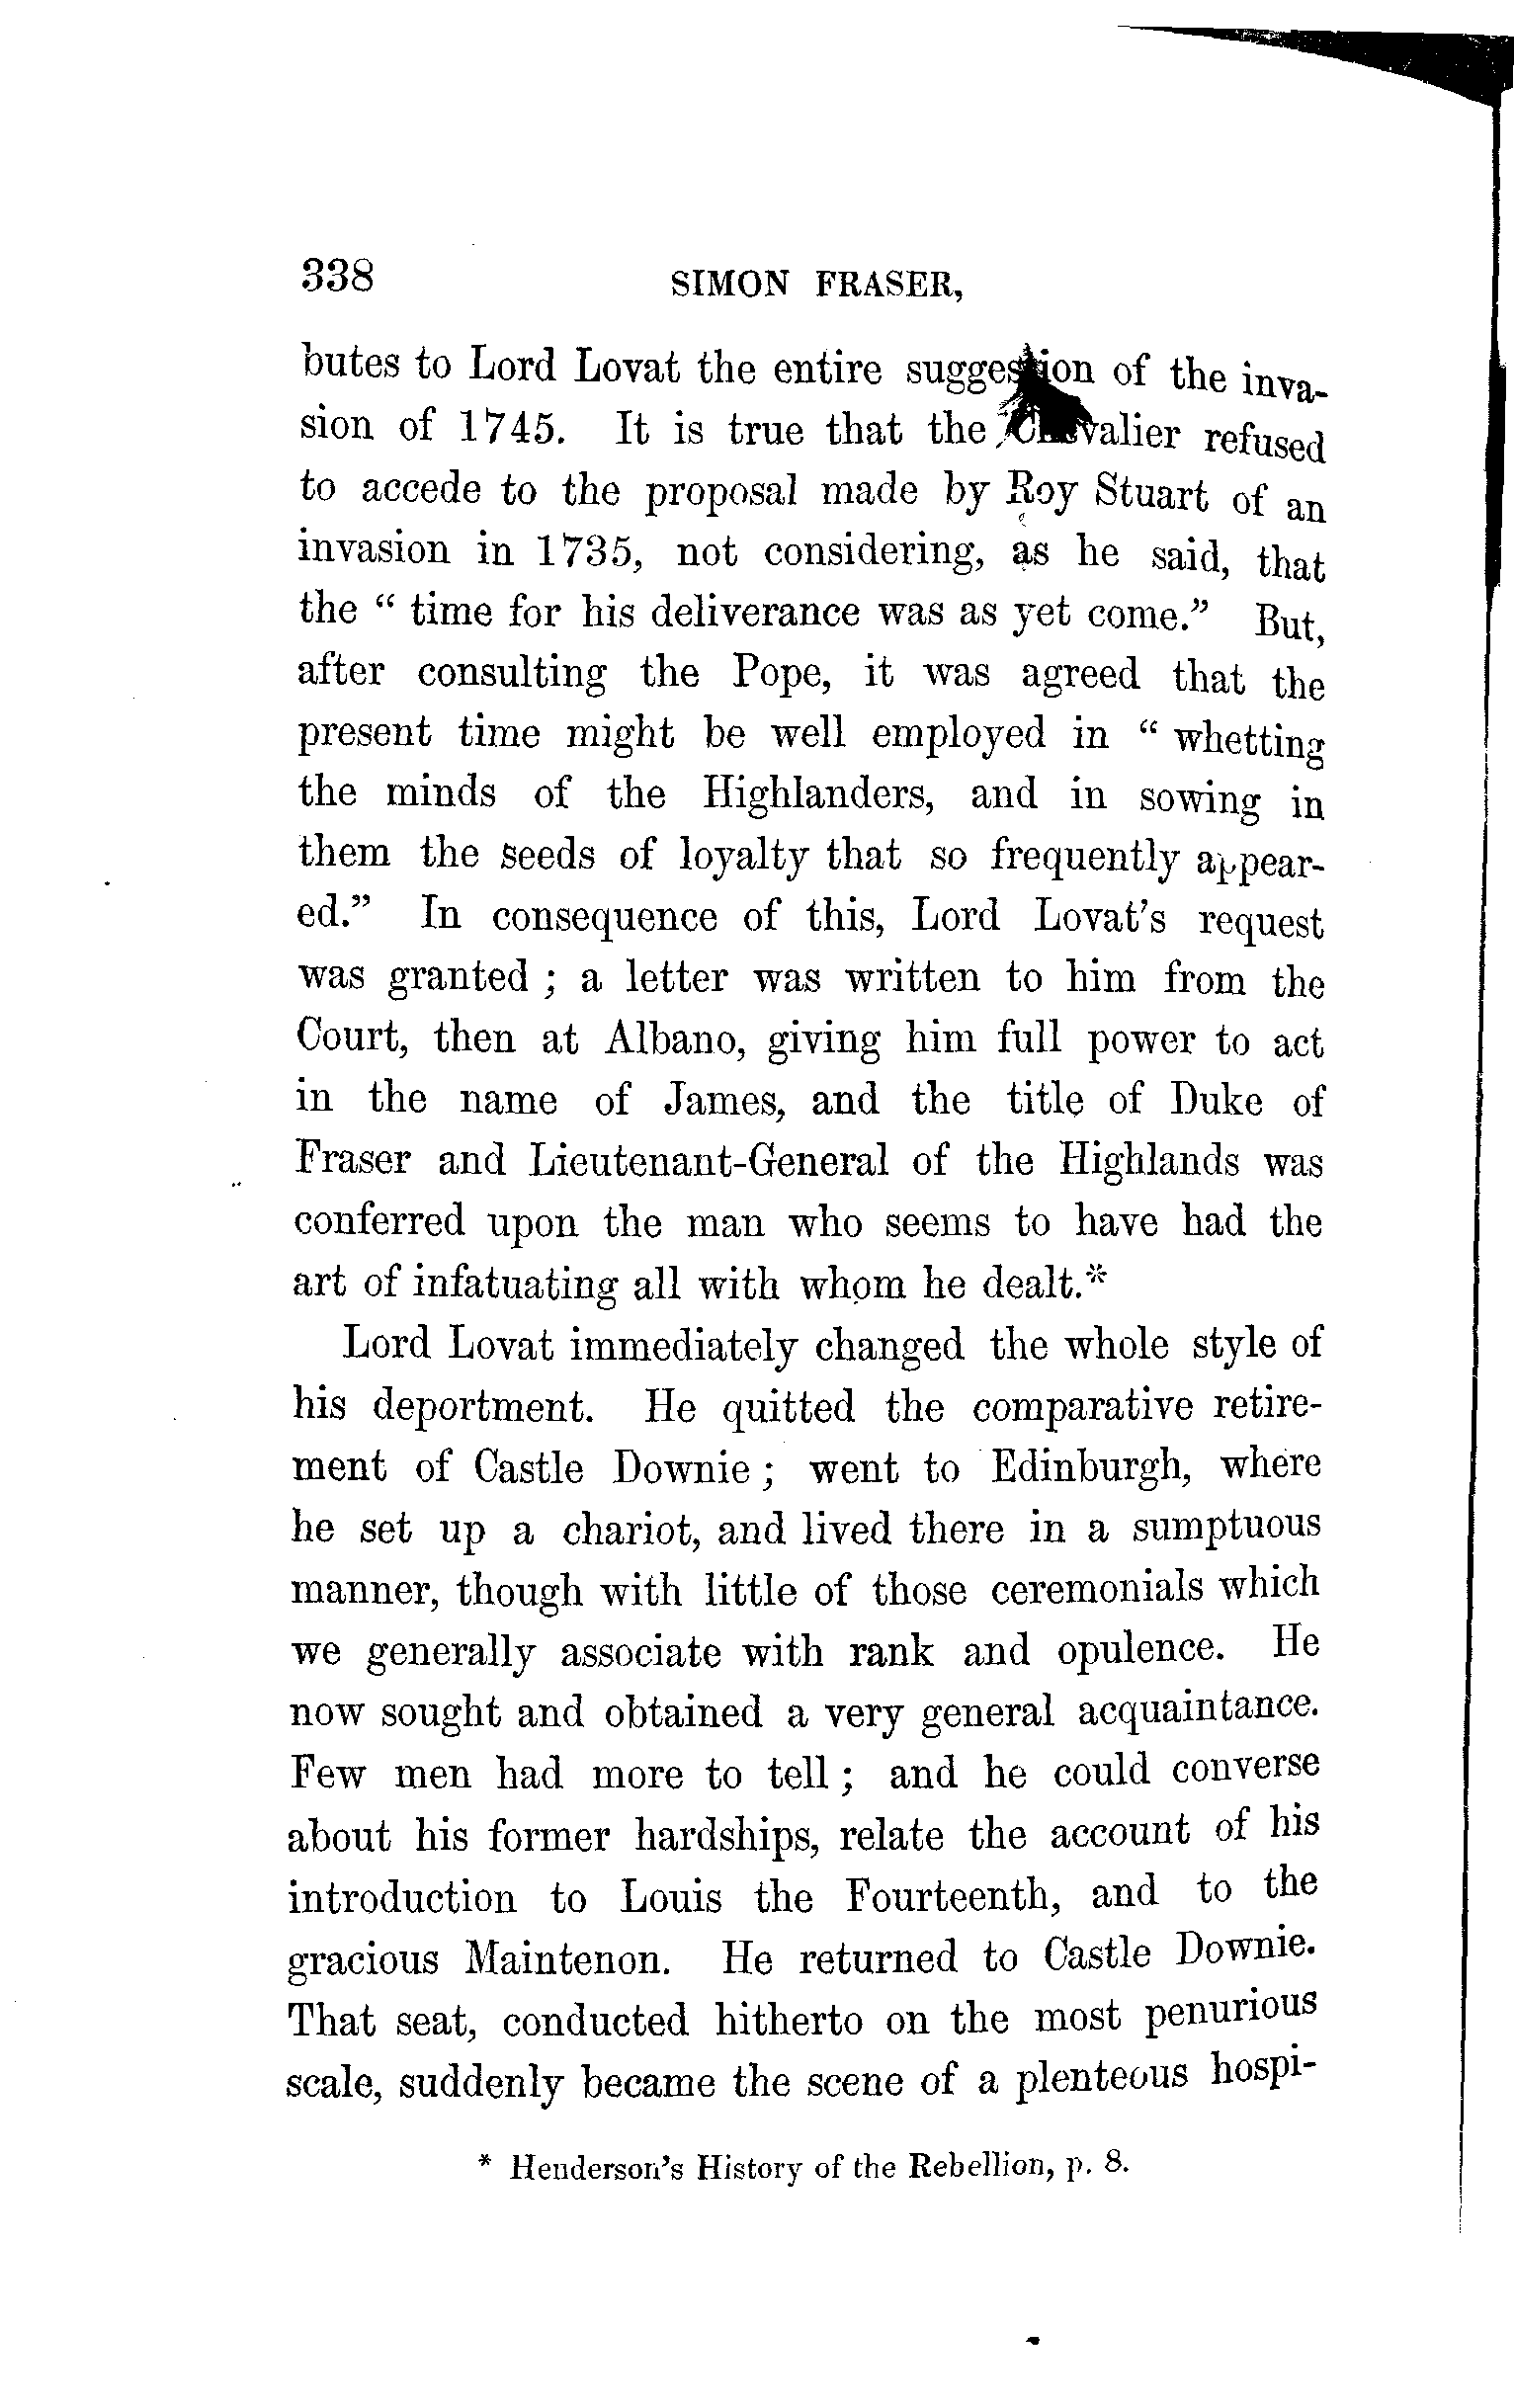 338 SIMON FRASER,
butes to Lord Lovat the entire suggestion of the inva-
sion of 1745. It is true that the Chevalier refused
to accede to the proposal made by Roy Stuart of an
invasion in 1735, not considering, as he said, that
the “ time for his deliverance was as yet come.” But,
after consulting the Pope, it was agreed that the
present time might be well employed in “ whetting
the minds of the Highlanders, and in sowing in
them the seeds of loyalty that so frequently appear-
ed.” In consequence of this, Lord Lovat's request
was granted ; a letter was written to him from the
Court, then at Albano, giving him full power to act
in the name of James, and the title of Duke of
Fraser and Lieutenant-General of the Highlands was
conferred upon the man who seems to have had the
art of infatuating all with whom he dealt.*
Lord Lovat immediately changed the whole style of
his deportment. He quitted the comparative retire-
ment of Castle Downie ; went to Edinburgh, where
he set up a chariot, and lived there in a sumptuous
manner, though with little of those ceremonials which
we generally associate with rank and opulence. He
now sought and obtained a very general acquaintance.
Few men had more to tell ; and he could converse
about his former hardships, relate the account of his
introduction to Louis the Fourteenth, and to the
gracious Maintenon. He returned to Castle Downie.
That seat, conducted hitherto on the most penurious
scale, suddenly became the scene of a plenteous hospi-
* Henderson's History of the Rebellion, p. 8.